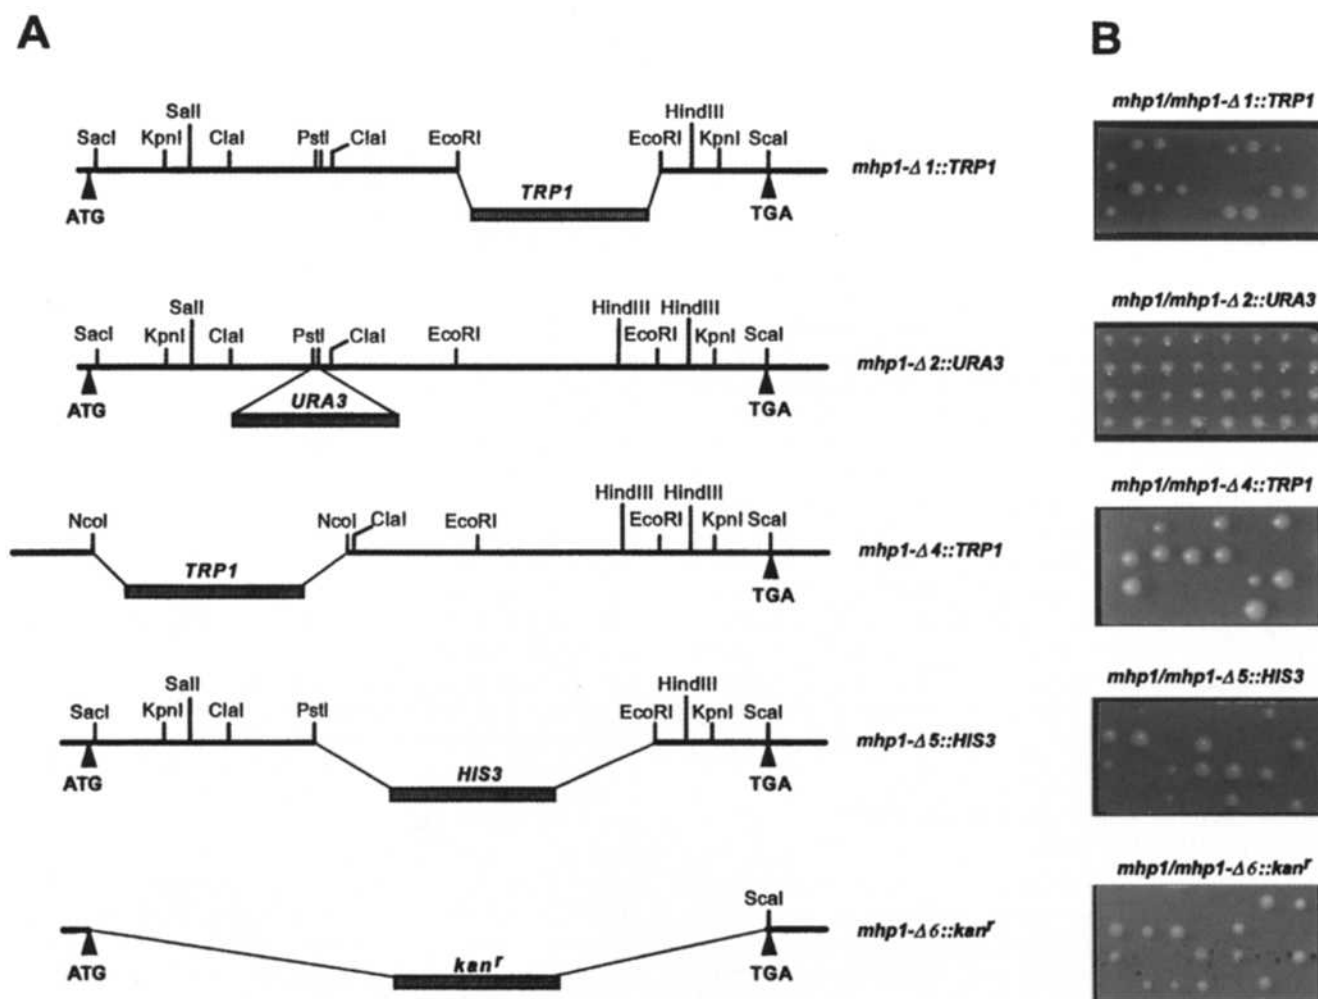 A
SacI KpnI SalI ClaI PstI ClaI EcoRI EcoRI HindIII KpnI ScaI
mhp1-Δ1::TRP1
TRP1
ATG TGA
SacI KpnI SalI ClaI PstI ClaI EcoRI HindIII EcoRI HindIII KpnI ScaI
mhp1-Δ2::URA3
URA3
ATG TGA
NcoI NcoI ClaI EcoRI HindIII EcoRI HindIII KpnI ScaI
mhp1-Δ4::TRP1
TRP1
TGA
SacI KpnI SalI ClaI PstI EcoRI HindIII KpnI ScaI
mhp1-Δ5::HIS3
HIS3
ATG TGA
ScaI
mhp1-Δ6::kanr
kanr
ATG TGA
B
mhp1/mhp1-Δ1::TRP1
mhp1/mhp1-Δ2::URA3
mhp1/mhp1-Δ4::TRP1
mhp1/mhp1-Δ5::HIS3
mhp1/mhp1-Δ6::kanr